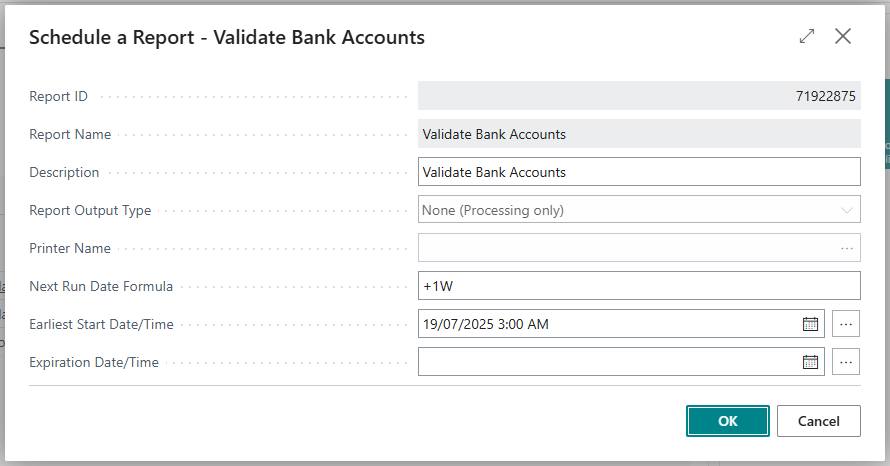 Schedule a Report - Validate Bank Accounts
Report ID 71922875
Report Name Validate Bank Accounts
Description Validate Bank Accounts
Report Output Type None (Processing only)
Printer Name
Next Run Date Formula +1W
Earliest Start Date/Time 19/07/2025 3:00 AM
Expiration Date/Time
OK Cancel